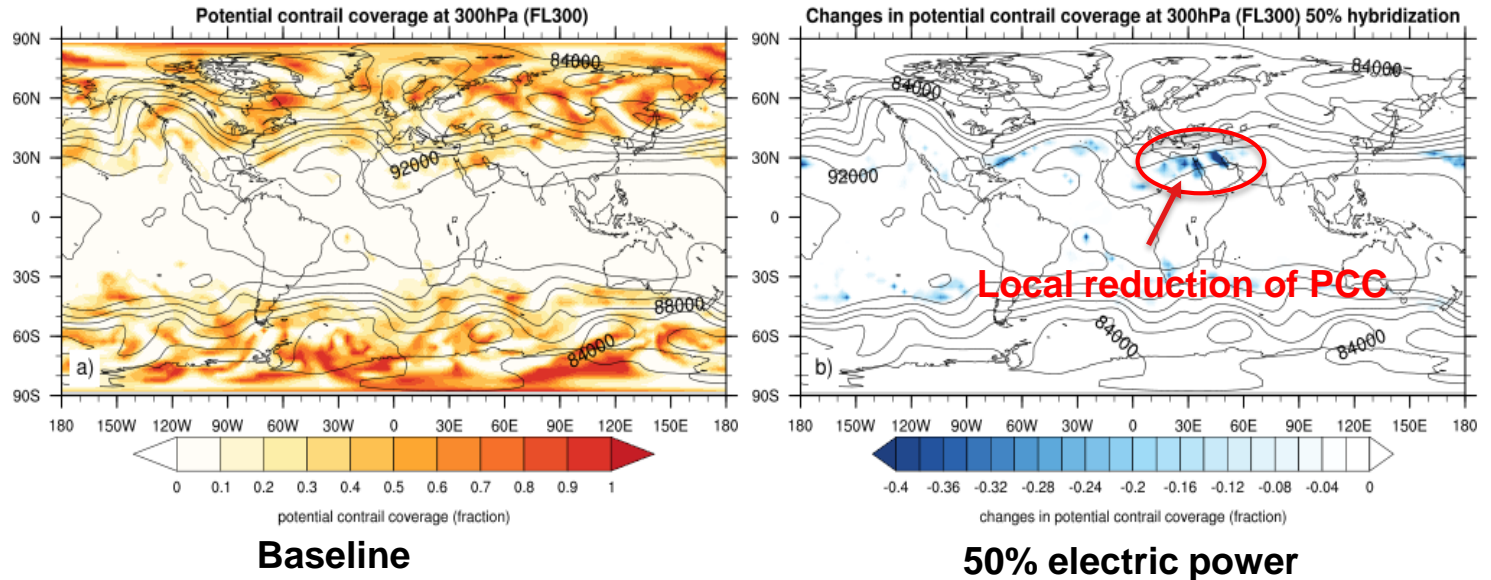 Potential contrail coverage at 300hPa (FL300)
90N
60N
30N
0
30S
60S
90S
84000
92000
88000
84000
a)
180 150W 120W 90W 60W 30W 0 30E 60E 90E 120E 150E 180
0 0.1 0.2 0.3 0.4 0.5 0.6 0.7 0.8 0.9 1
potential contrail coverage (fraction)
Baseline
Changes in potential contrail coverage at 300hPa (FL300) 50% hybridization
90N
60N
30N
0
30S
60S
90S
84000
84000
92000
Local reduction of PCC
84000
84000
b)
180 150W 120W 90W 60W 30W 0 30E 60E 90E 120E 150E 180
-0.4 -0.36 -0.32 -0.28 -0.24 -0.2 -0.16 -0.12 -0.08 -0.04 0
changes in potential contrail coverage (fraction)
50% electric power